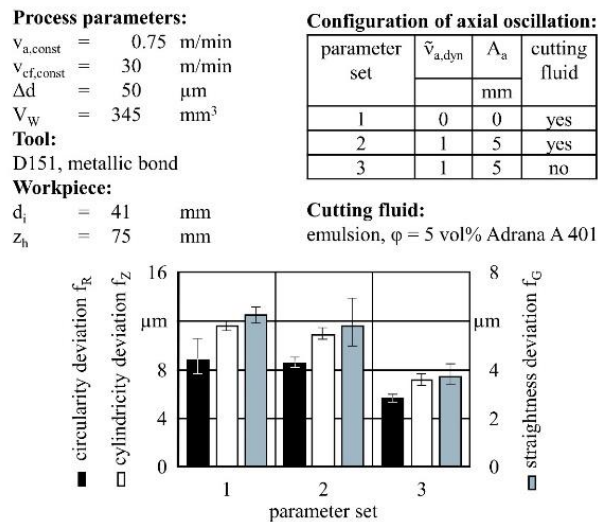 Process parameters:
v_a,const = 0.75 m/min
v_cf,const = 30 m/min
Δd = 50 μm
V_W = 345 mm³
Tool:
D151, metallic bond
Workpiece:
d_i = 41 mm
z_h = 75 mm
Configuration of axial oscillation:
parameter set ṽ_a,dyn A_a cutting fluid
mm
1 0 0 yes
2 1 5 yes
3 1 5 no
Cutting fluid:
emulsion, φ = 5 vol% Adrana A 401
circularity deviation f_R
cylindricity deviation f_Z
16
μm
8
4
0
8
μm
4
2
0
straightness deviation f_G
1 2 3
parameter set